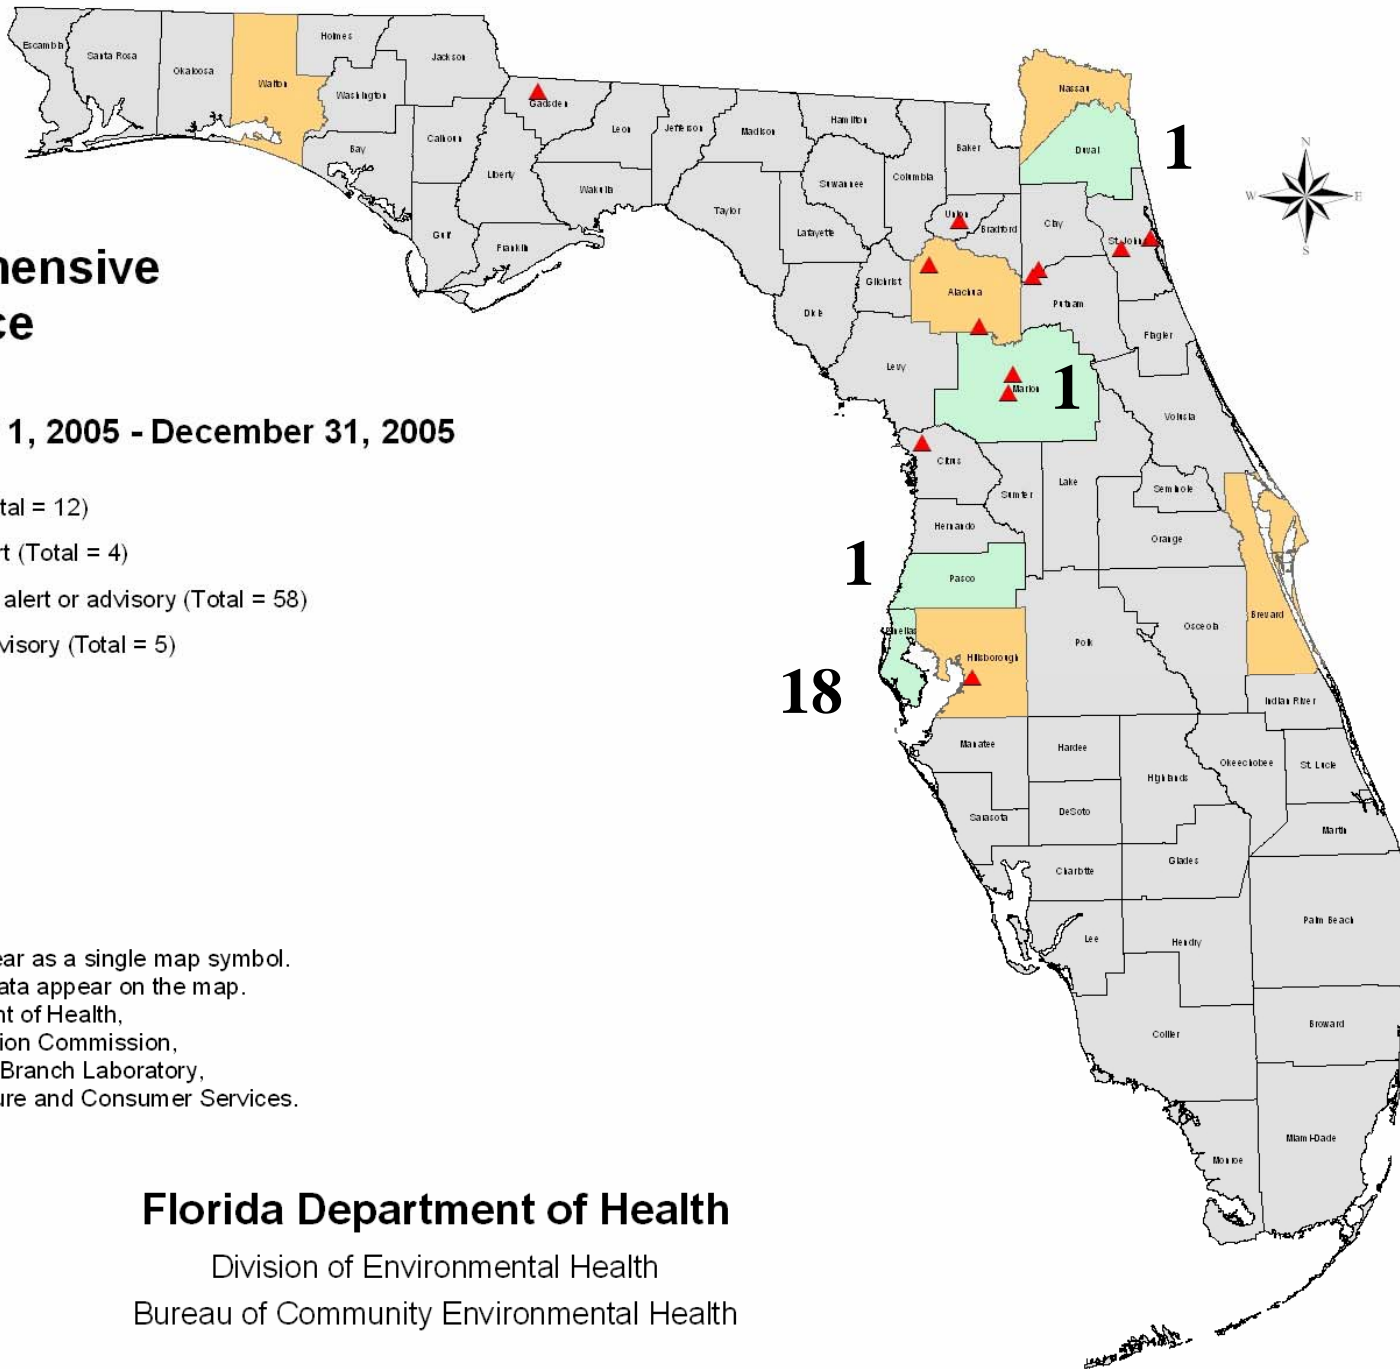 Escambia
Santa Rosa
Okaloosa
Walton
Holmes
Jackson
Washington
Bay
Calhoun
Gulf
Gadsden
Liberty
Franklin
Leon
Wakulla
Jefferson
Madison
Taylor
Hamilton
Suwannee
Lafayette
Dixie
Columbia
Gilchrist
Baker
Union
Bradford
Nassau
Duval
1
N
W E
S
Clay
St. Johns
Alachua
Putnam
Flagler
Levy
Marion
1
Volusia
Citrus
Sumter
Lake
Seminole
Hernando
Orange
1
Pasco
Pinellas
18
Hillsborough
Polk
Osceola
Brevard
Indian River
Manatee
Hardee
Highlands
Okeechobee
St. Lucie
Sarasota
DeSoto
Martin
Charlotte
Glades
Lee
Hendry
Palm Beach
Collier
Broward
Monroe
Miami-Dade
hensive
ce
1, 2005 - December 31, 2005
tal = 12)
rt (Total = 4)
alert or advisory (Total = 58)
visory (Total = 5)
ear as a single map symbol.
ata appear on the map.
nt of Health,
ion Commission,
Branch Laboratory,
ure and Consumer Services.
Florida Department of Health
Division of Environmental Health
Bureau of Community Environmental Health